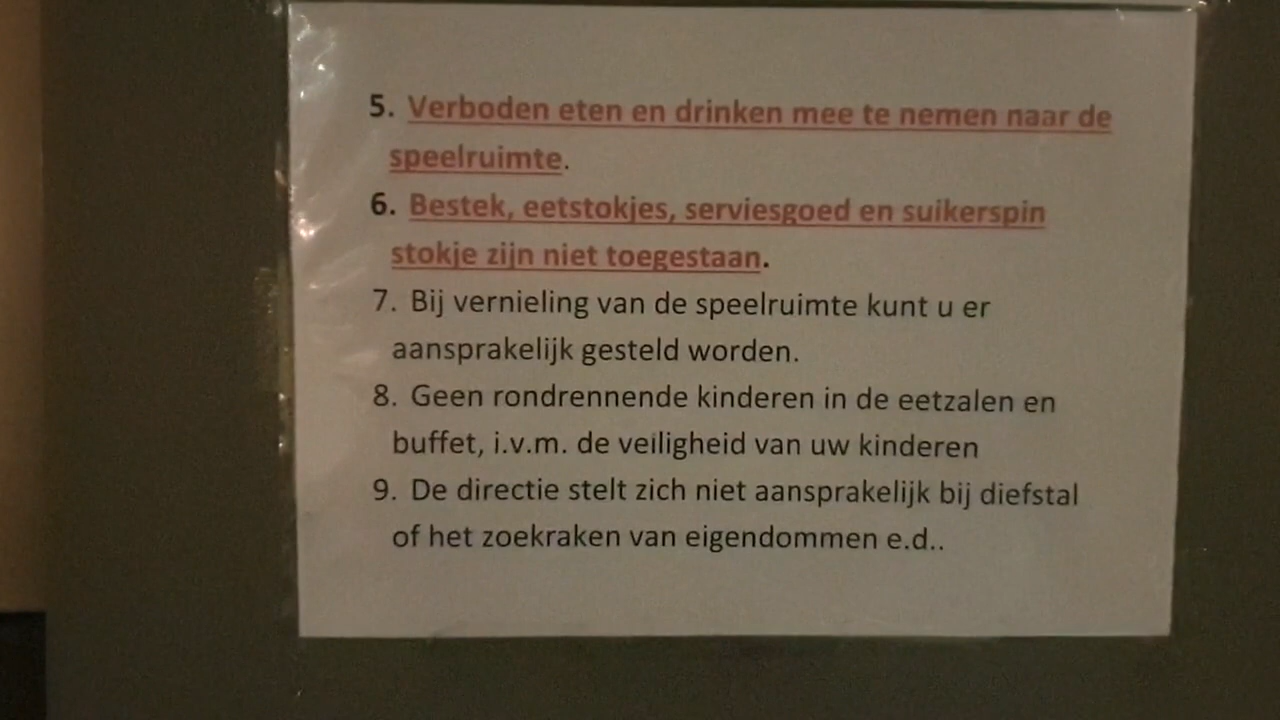 5. Verboden eten en drinken mee te nemen naar de
speelruimte.
6. Bestek, eetstokjes, serviesgoed en suikerspin
stokje zijn niet toegestaan.
7. Bij vernieling van de speelruimte kunt u er
aansprakelijk gesteld worden.
8. Geen rondrennende kinderen in de eetzalen en
buffet, i.v.m. de veiligheid van uw kinderen
9. De directie stelt zich niet aansprakelijk bij diefstal
of het zoekraken van eigendommen e.d..